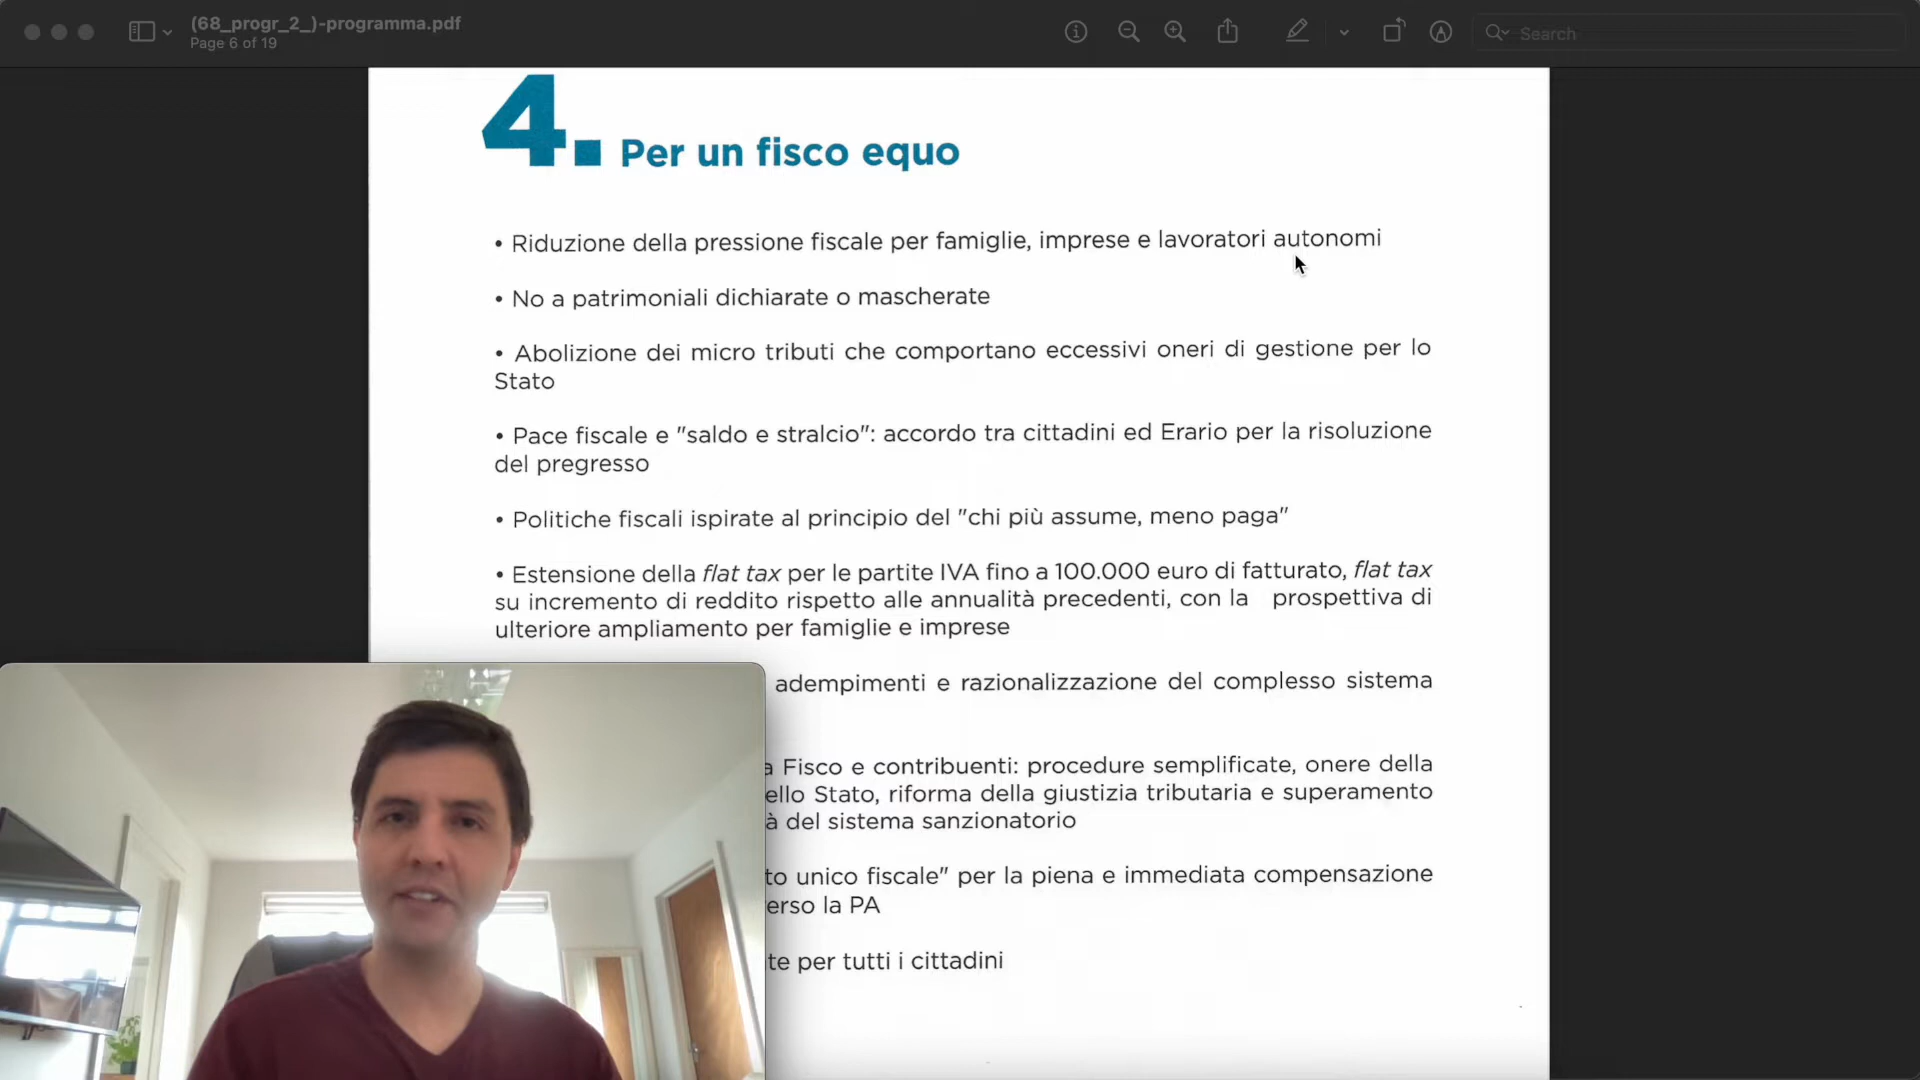 (68_progr_2_)-programma.pdf
Page 6 of 19
Search
4. Per un fisco equo
• Riduzione della pressione fiscale per famiglie, imprese e lavoratori autonomi
• No a patrimoniali dichiarate o mascherate
• Abolizione dei micro tributi che comportano eccessivi oneri di gestione per lo
Stato
• Pace fiscale e "saldo e stralcio": accordo tra cittadini ed Erario per la risoluzione
del pregresso
• Politiche fiscali ispirate al principio del "chi più assume, meno paga"
• Estensione della flat tax per le partite IVA fino a 100.000 euro di fatturato, flat tax
su incremento di reddito rispetto alle annualità precedenti, con la prospettiva di
ulteriore ampliamento per famiglie e imprese
adempimenti e razionalizzazione del complesso sistema
a Fisco e contribuenti: procedure semplificate, onere della
ello Stato, riforma della giustizia tributaria e superamento
à del sistema sanzionatorio
to unico fiscale" per la piena e immediata compensazione
erso la PA
te per tutti i cittadini